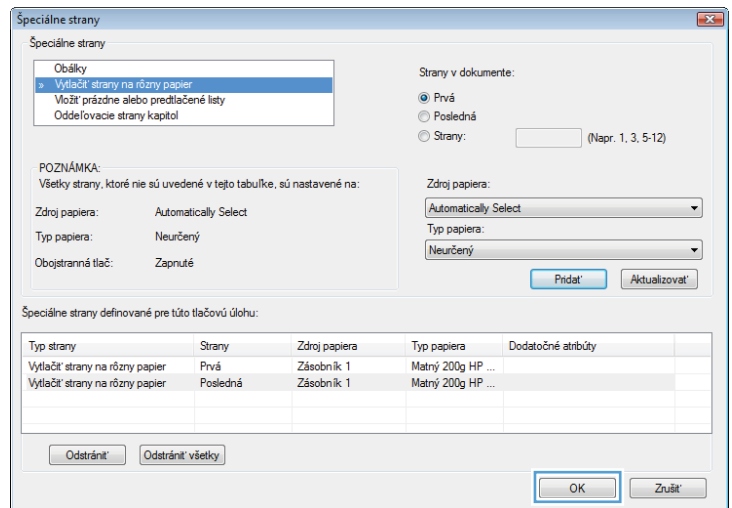 Špeciálne strany
Špeciálne strany
Obálky
» Vytlačiť strany na rôzny papier
Vložiť prázdne alebo predtlačené listy
Oddeľovacie strany kapitol
Strany v dokumente:
Prvá
Posledná
Strany: (Napr. 1, 3, 5-12)
POZNÁMKA:
Všetky strany, ktoré nie sú uvedené v tejto tabuľke, sú nastavené na:
Zdroj papiera: Automatically Select
Typ papiera: Neurčený
Obojstranná tlač: Zapnuté
Zdroj papiera:
Automatically Select
Typ papiera:
Neurčený
Pridať Aktualizovať
Špeciálne strany definované pre túto tlačovú úlohu:
Typ strany Strany Zdroj papiera Typ papiera Dodatočné atribúty
Vytlačiť strany na rôzny papier Prvá Zásobník 1 Matný 200g HP ...
Vytlačiť strany na rôzny papier Posledná Zásobník 1 Matný 200g HP ...
Odstrániť Odstrániť všetky
OK Zrušiť